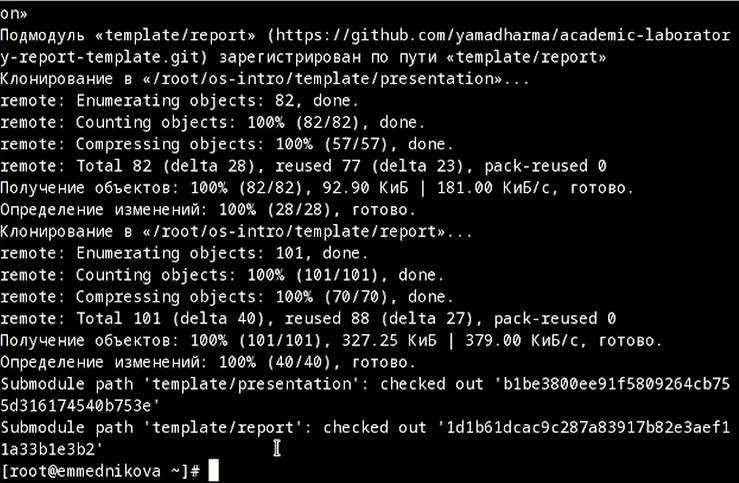 on»
Подмодуль «template/report» (https://github.com/yamadharma/academic-laborator
y-report-template.git) зарегистрирован по пути «template/report»
Клонирование в «/root/os-intro/template/presentation»...
remote: Enumerating objects: 82, done.
remote: Counting objects: 100% (82/82), done.
remote: Compressing objects: 100% (57/57), done.
remote: Total 82 (delta 28), reused 77 (delta 23), pack-reused 0
Получение объектов: 100% (82/82), 92.90 КиБ | 181.00 КиБ/с, готово.
Определение изменений: 100% (28/28), готово.
Клонирование в «/root/os-intro/template/report»...
remote: Enumerating objects: 101, done.
remote: Counting objects: 100% (101/101), done.
remote: Compressing objects: 100% (70/70), done.
remote: Total 101 (delta 40), reused 88 (delta 27), pack-reused 0
Получение объектов: 100% (101/101), 327.25 КиБ | 379.00 КиБ/с, готово.
Определение изменений: 100% (40/40), готово.
Submodule path 'template/presentation': checked out 'b1be3800ee91f5809264cb75
5d316174540b753e'
Submodule path 'template/report': checked out '1d1b61dcac9c287a83917b82e3aef1
1a33b1e3b2'
[root@emmednikova ~]#